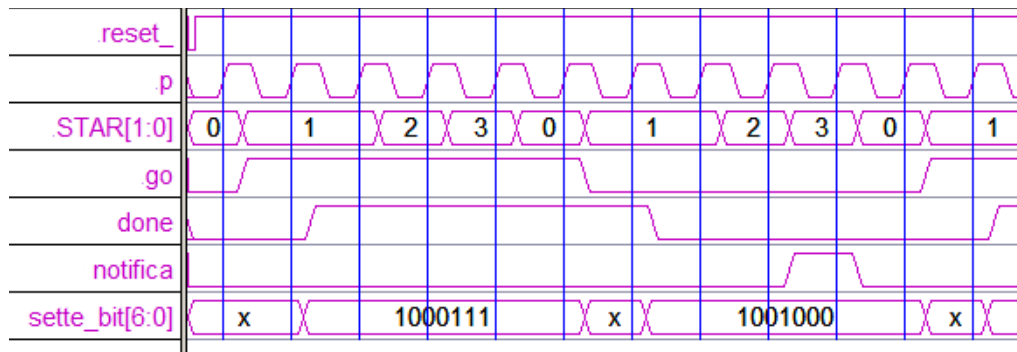 reset_
p
STAR[1:0] 0 1 2 3 0 1 2 3 0 1
go
done
notifica
sette_bit[6:0] x 1000111 x 1001000 x